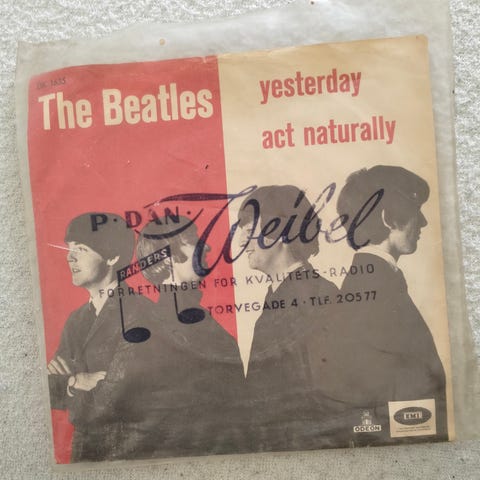 DK 1635
The Beatles
yesterday
act naturally
P·DAN·Weibel
RANDERS
FORRETNINGEN FOR KVALITETS-RADIO
TORVEGADE 4 · TLF. 20577
ODEON
EMI